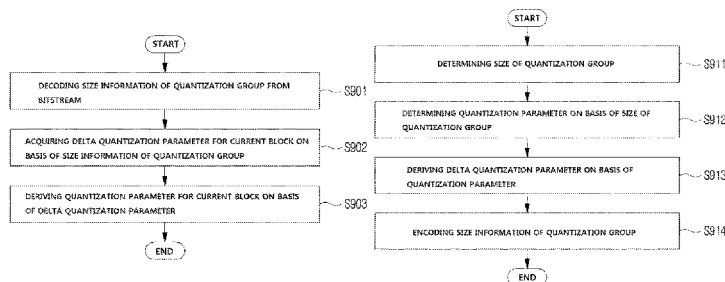 START
DECODING SIZE INFORMATION OF QUANTIZATION GROUP FROM
BITSTREAM
S901
ACQUIRING DELTA QUANTIZATION PARAMETER FOR CURRENT BLOCK ON
BASIS OF SIZE INFORMATION OF QUANTIZATION GROUP
S902
DERIVING QUANTIZATION PARAMETER FOR CURRENT BLOCK ON BASIS
OF DELTA QUANTIZATION PARAMETER
S903
END
START
DETERMINING SIZE OF QUANTIZATION GROUP
S911
DETERMINING QUANTIZATION PARAMETER ON BASIS OF SIZE OF
QUANTIZATION GROUP
S912
DERIVING DELTA QUANTIZATION PARAMETER ON BASIS OF
QUANTIZATION PARAMETER
S913
ENCODING SIZE INFORMATION OF QUANTIZATION GROUP
S914
END